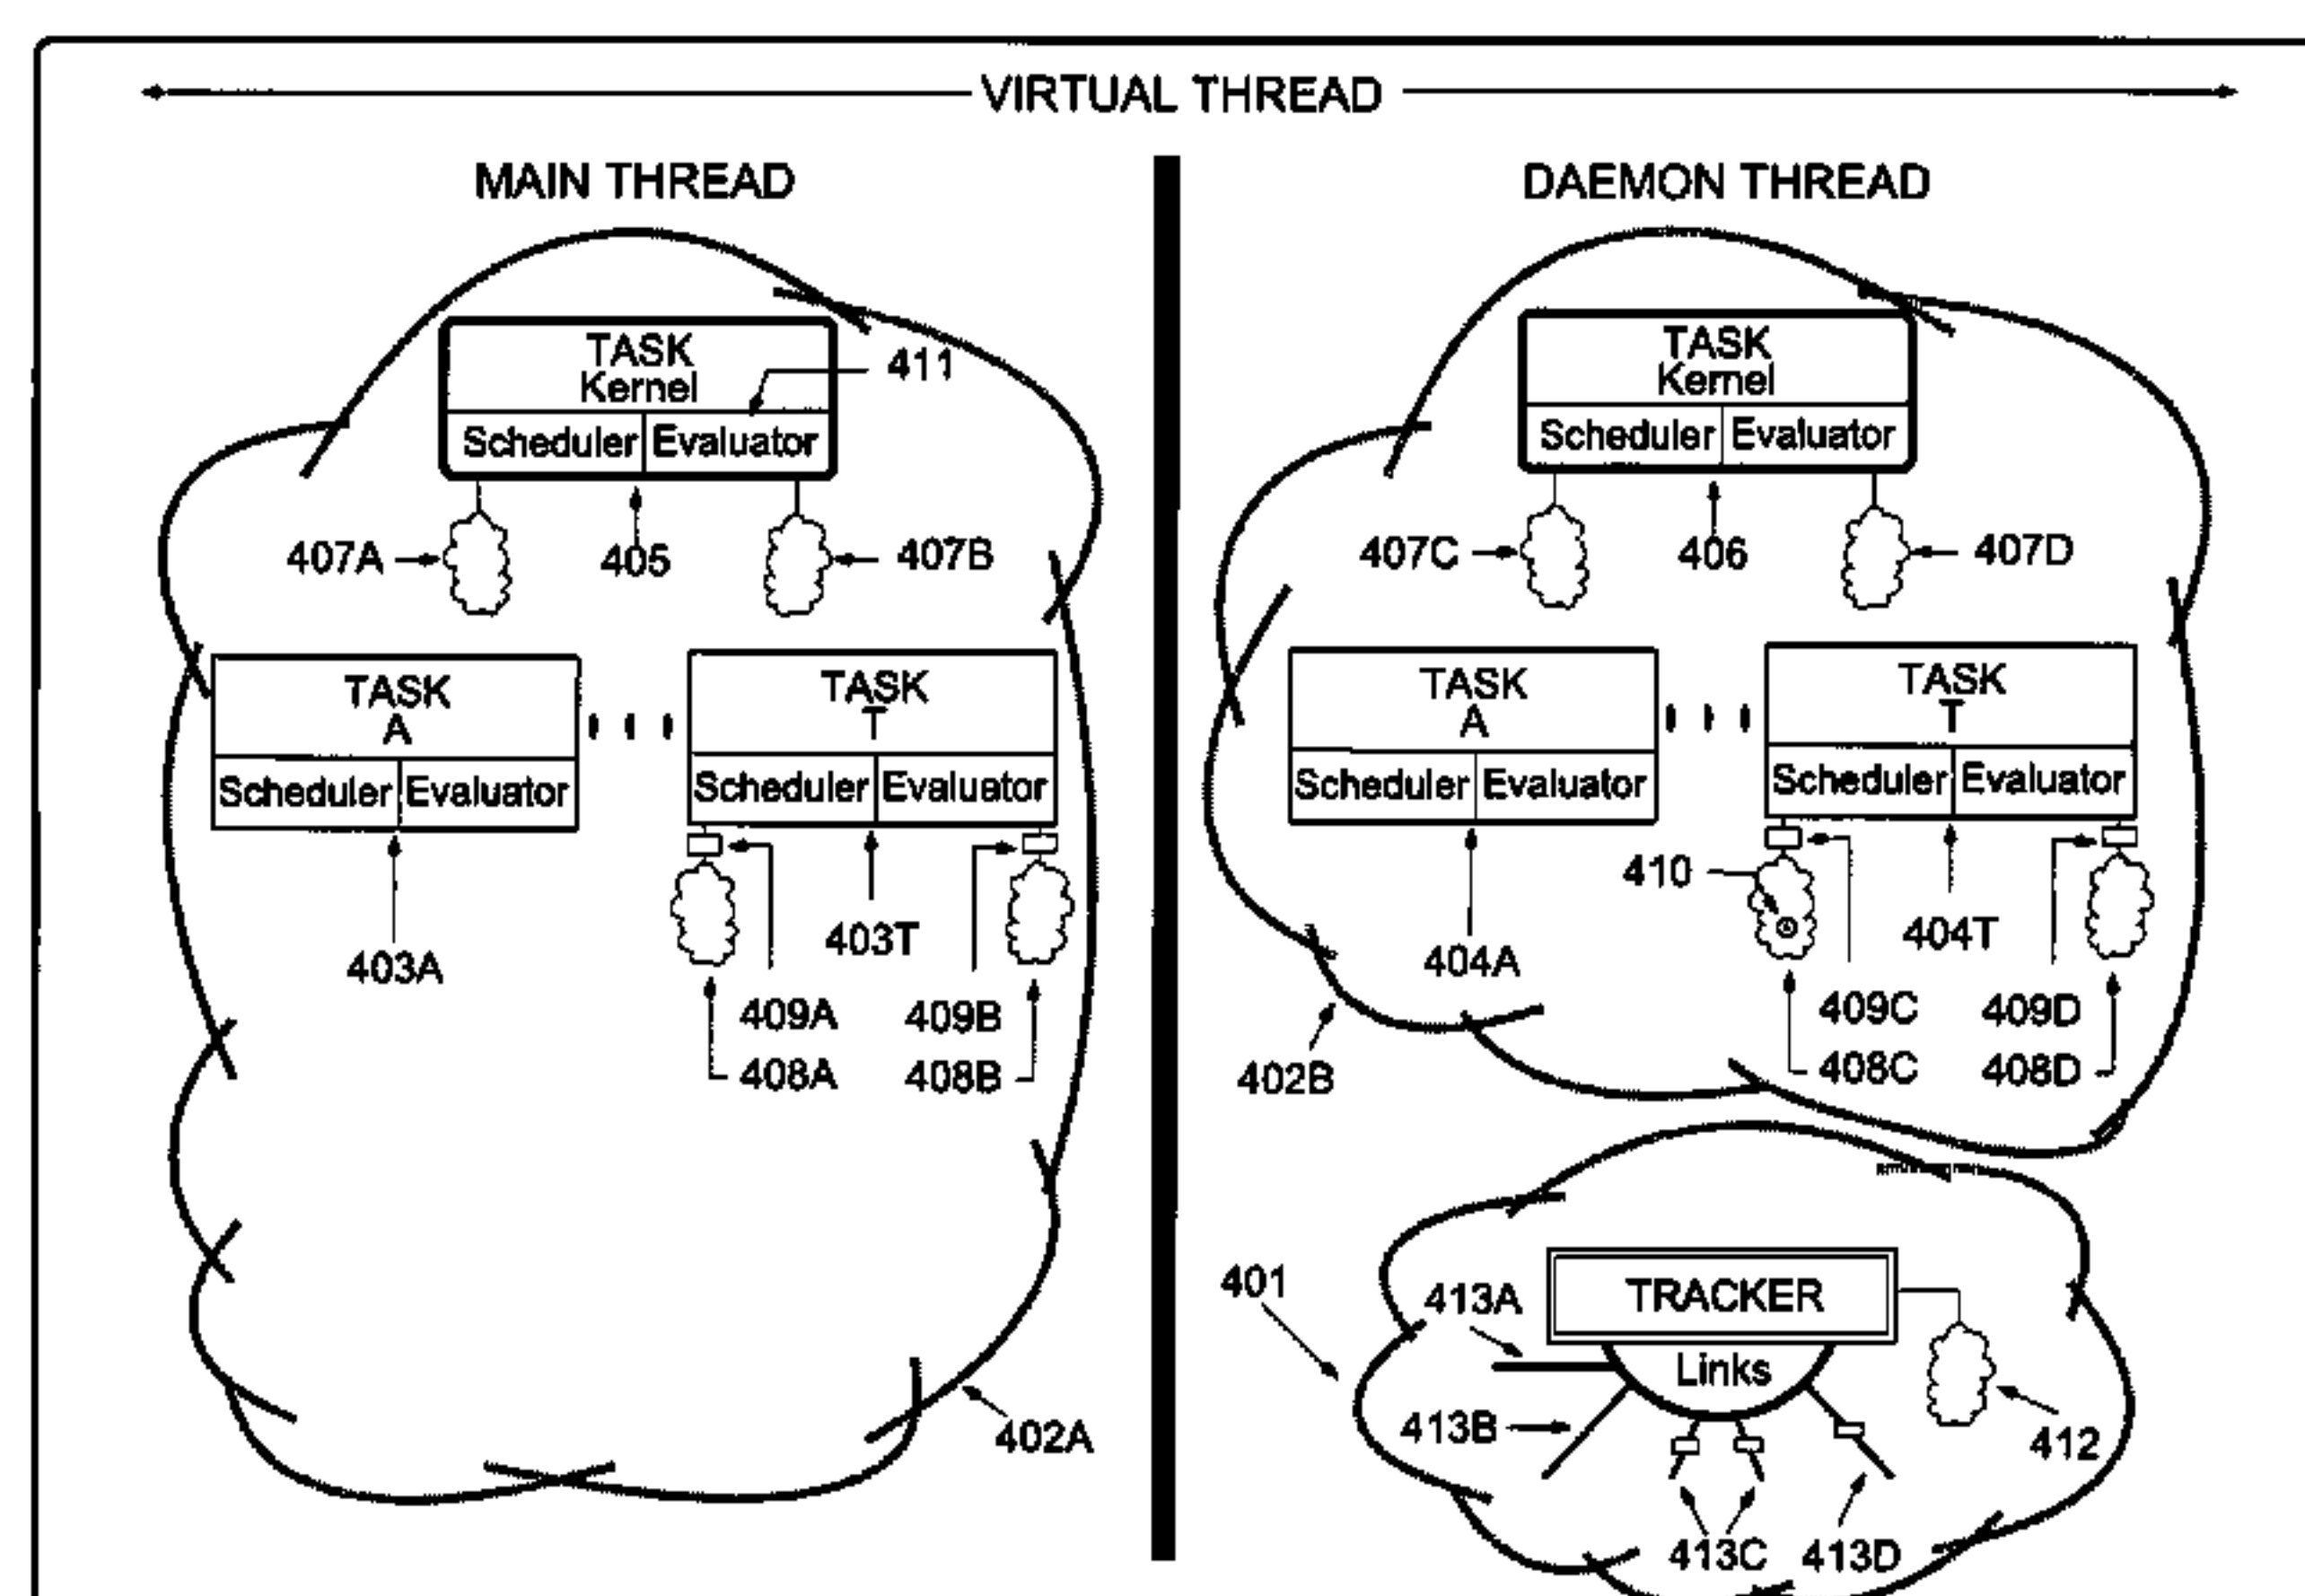 VIRTUAL THREAD
MAIN THREAD
TASK
Kernel
411
Scheduler Evaluator
407A 405 407B
TASK
A
TASK
T
Scheduler Evaluator
Scheduler Evaluator
403A
403T
409A 409B
408A 408B
402A
DAEMON THREAD
TASK
Kernel
Scheduler Evaluator
407C 406 407D
TASK
A
TASK
T
Scheduler Evaluator
Scheduler Evaluator
410
404A
404T
409C 409D
402B
408C 408D
401
413A
TRACKER
Links
413B
412
413C 413D